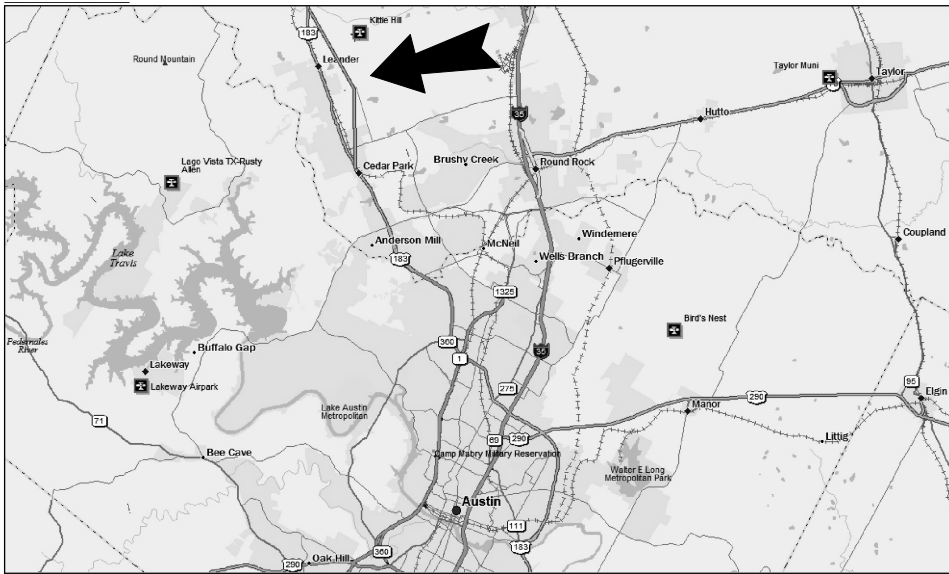 Kittie Hill
183
Leander
Round Mountain
Taylor Muni
Taylor
35
Hutto
Lago Vista TX-Rusty
Allen
Cedar Park
Brushy Creek
Round Rock
Coupland
Windemere
Anderson Mill
McNeil
183
Wells Branch
Pflugerville
Lake
Travis
1325
Bird's Nest
Pedernales
River
Buffalo Gap
360
1
35
Lakeway
Lakeway Airpark
275
95
Elgin
290
Manor
Lake Austin
Metropolitan
71
69
290
Littig
Bee Cave
Camp Mabry Military Reservation
Walter E Long
Metropolitan Park
Austin
111
183
360
Oak Hill
290